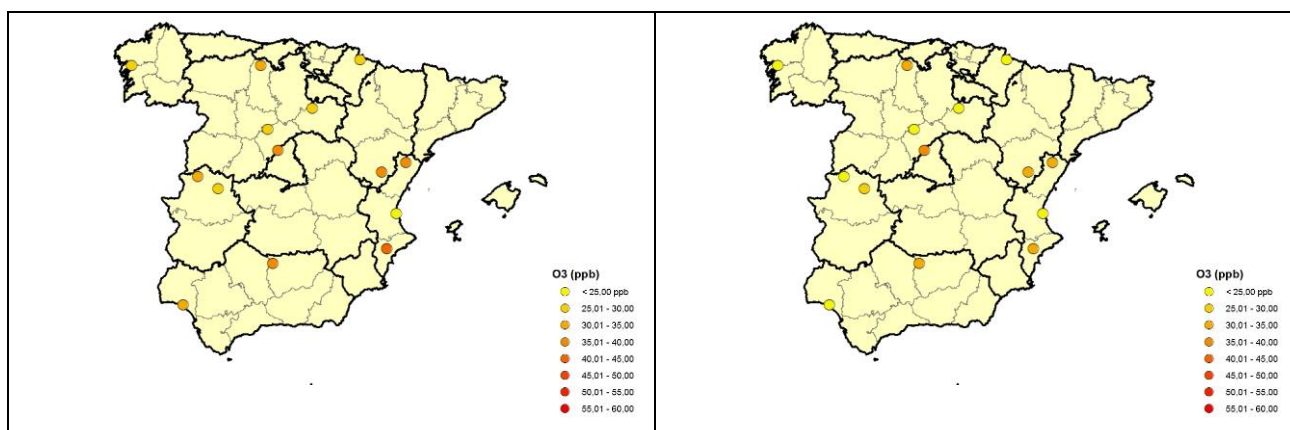 O3 (ppb)
< 25,00 ppb
25,01 - 30,00
30,01 - 35,00
35,01 - 40,00
40,01 - 45,00
45,01 - 50,00
50,01 - 55,00
55,01 - 60,00
O3 (ppb)
< 25,00 ppb
25,01 - 30,00
30,01 - 35,00
35,01 - 40,00
40,01 - 45,00
45,01 - 50,00
50,01 - 55,00
55,01 - 60,00